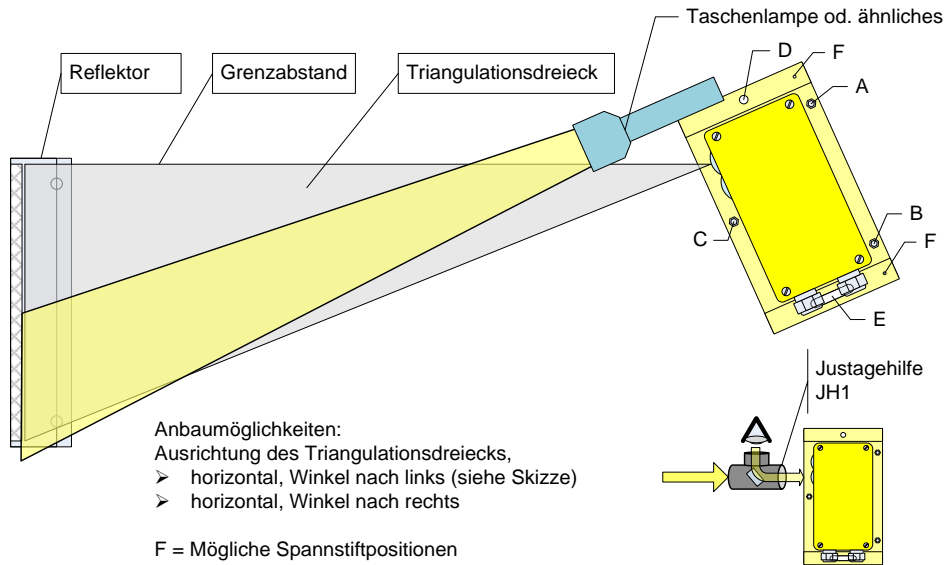 Taschenlampe od. ähnliches
D
F
Reflektor
Grenzabstand
Triangulationsdreieck
A
B
C
F
E
Justagehilfe
JH1
Anbaumöglichkeiten:
Ausrichtung des Triangulationsdreiecks,
➢ horizontal, Winkel nach links (siehe Skizze)
➢ horizontal, Winkel nach rechts
F = Mögliche Spannstiftpositionen